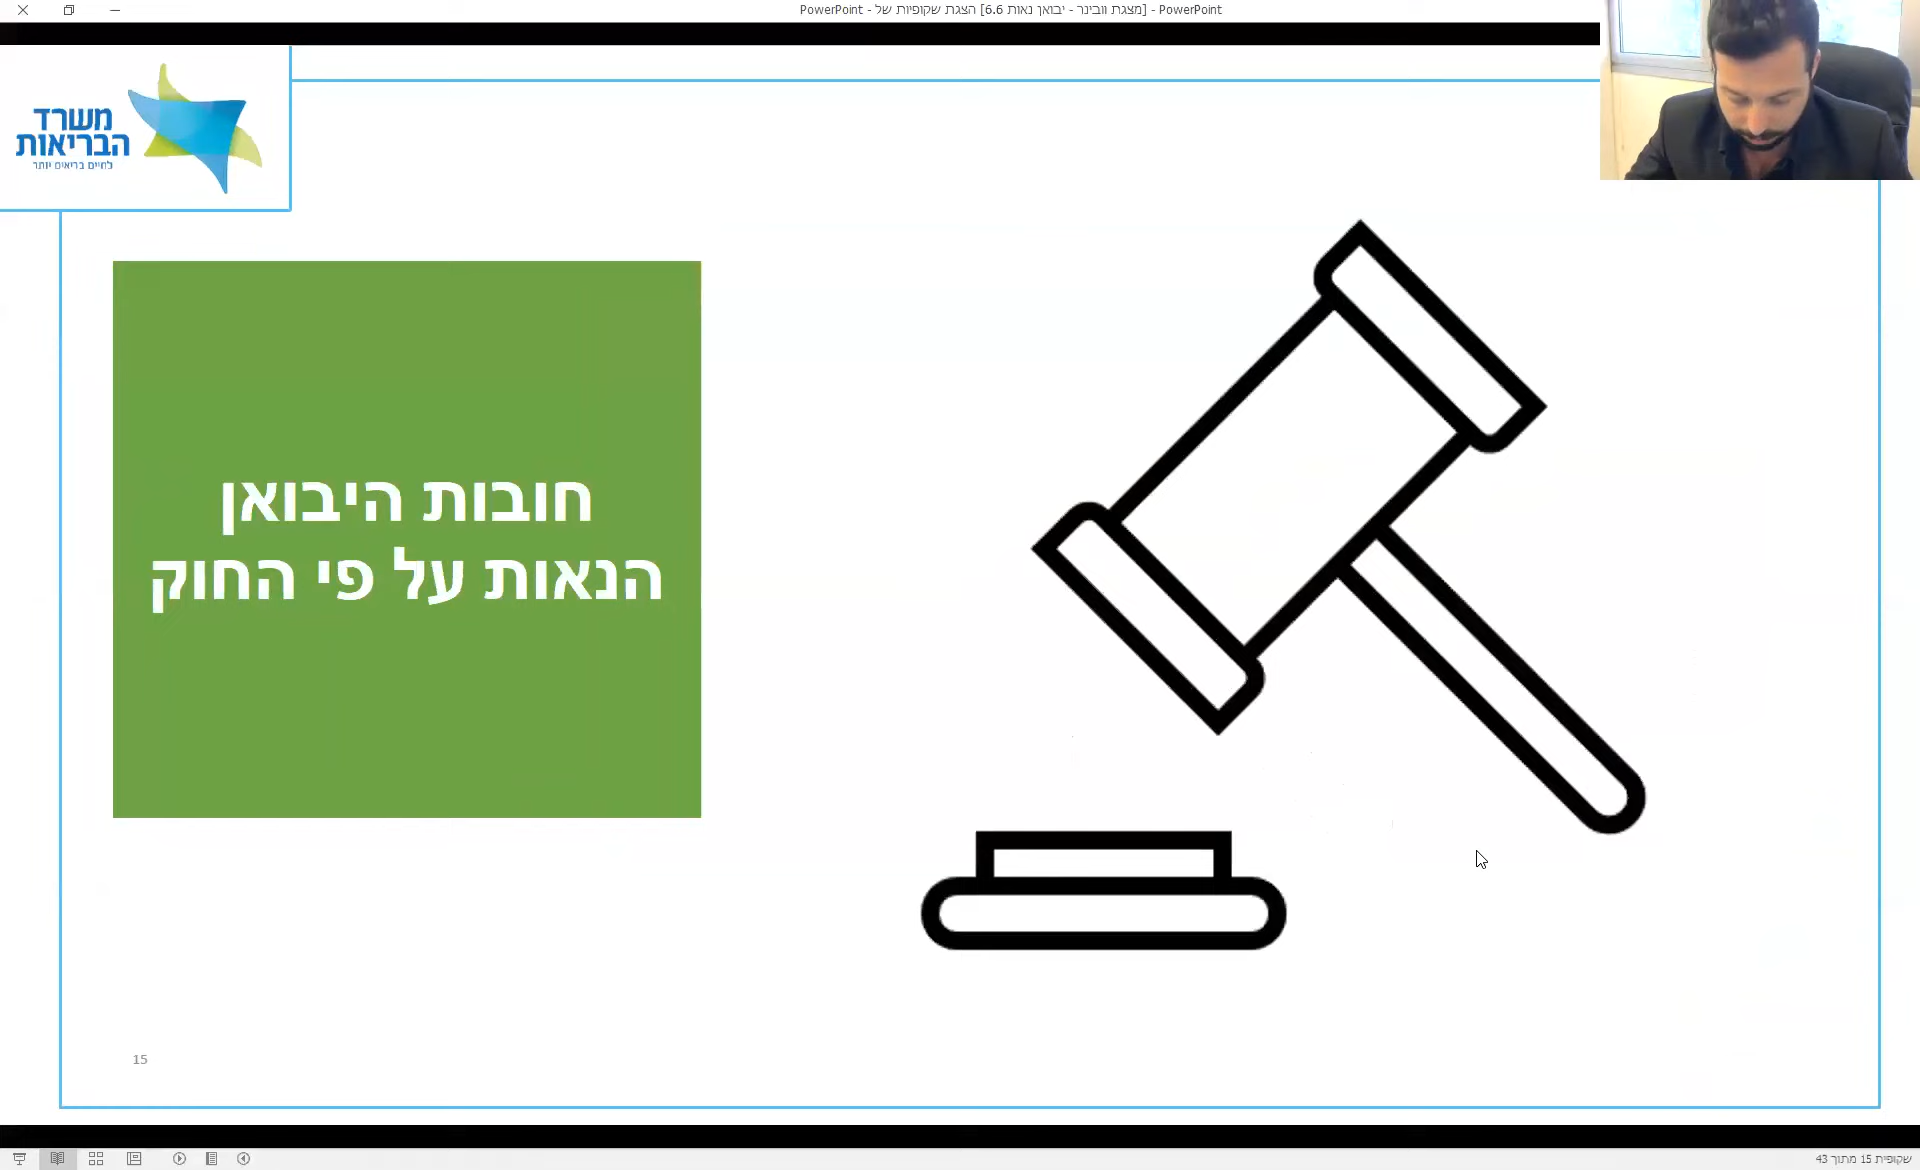 PowerPoint - [מצגת וובינר - יבואן נאות 6.6] הצגת שקופיות של - PowerPoint
משרד
הבריאות
לחיים בריאים יותר
חובות היבואן
הנאות על פי החוק
15
שקופית 15 מתוך 43